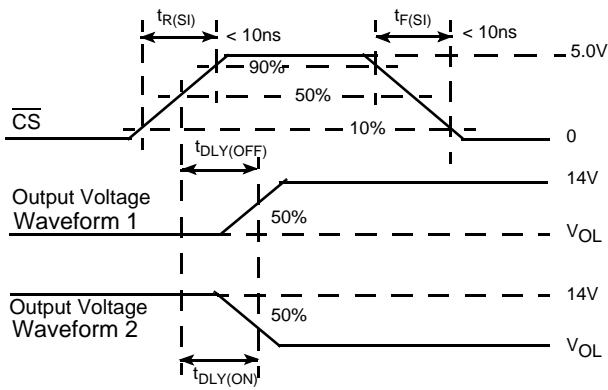 tR(SI)
< 10ns
tF(SI)
< 10ns
5.0V
90%
50%
CS
10%
0
tDLY(OFF)
14V
Output Voltage
Waveform 1
50%
VOL
14V
Output Voltage
Waveform 2
50%
VOL
tDLY(ON)